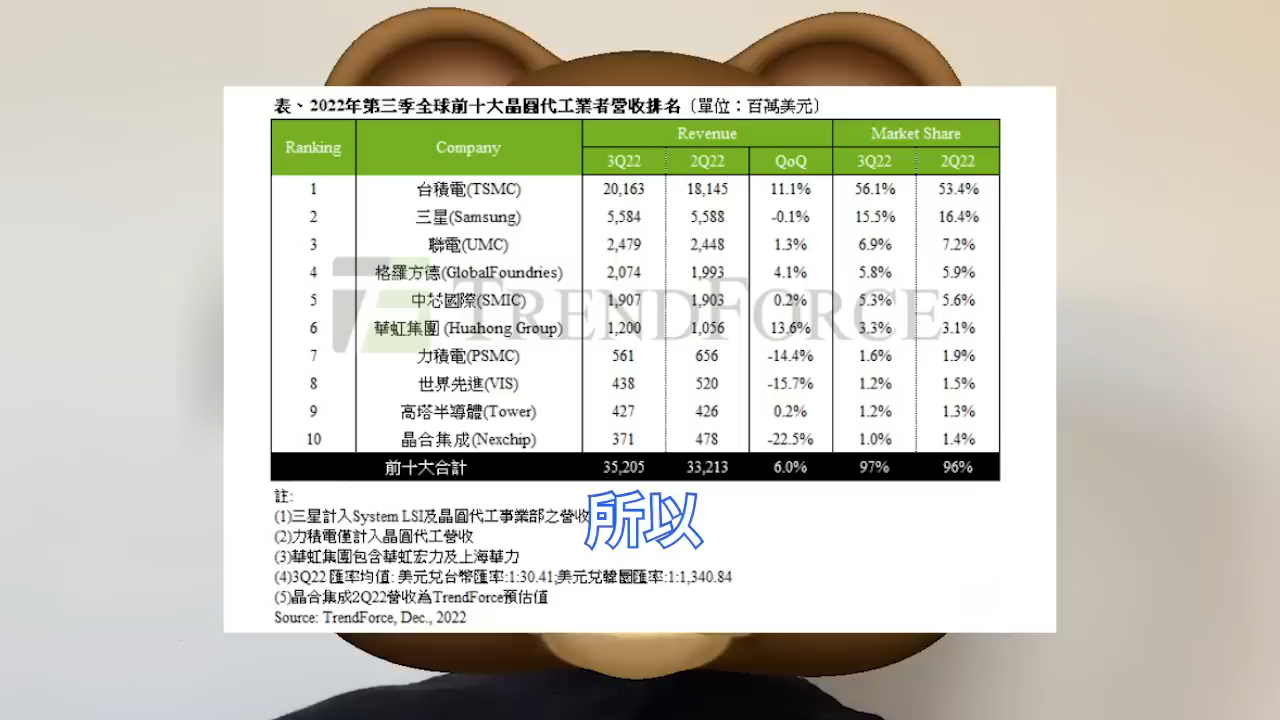 表、2022年第三季全球前十大晶圓代工業者營收排名（單位：百萬美元）
Ranking Company Revenue Market Share
3Q22 2Q22 QoQ 3Q22 2Q22
1 台積電(TSMC) 20,163 18,145 11.1% 56.1% 53.4%
2 三星(Samsung) 5,584 5,588 -0.1% 15.5% 16.4%
3 聯電(UMC) 2,479 2,448 1.3% 6.9% 7.2%
4 格羅方德(GlobalFoundries) 2,074 1,993 4.1% 5.8% 5.9%
5 中芯國際(SMIC) 1,907 1,903 0.2% 5.3% 5.6%
6 華虹集團 (Huahong Group) 1,200 1,056 13.6% 3.3% 3.1%
7 力積電(PSMC) 561 656 -14.4% 1.6% 1.9%
8 世界先進(VIS) 438 520 -15.7% 1.2% 1.5%
9 高塔半導體(Tower) 427 426 0.2% 1.2% 1.3%
10 晶合集成(Nexchip) 371 478 -22.5% 1.0% 1.4%
前十大合計 35,205 33,213 6.0% 97% 96%
TRENDFORCE
註:
(1)三星計入System LSI及晶圓代工事業部之營收
所以
(2)力積電僅計入晶圓代工營收
(3)華虹集團包含華虹宏力及上海華力
(4)3Q22 匯率均值: 美元兌台幣匯率:1:30.41;美元兌韓圜匯率:1:1,340.84
(5)晶合集成2Q22營收為TrendForce預估值
Source: TrendForce, Dec., 2022